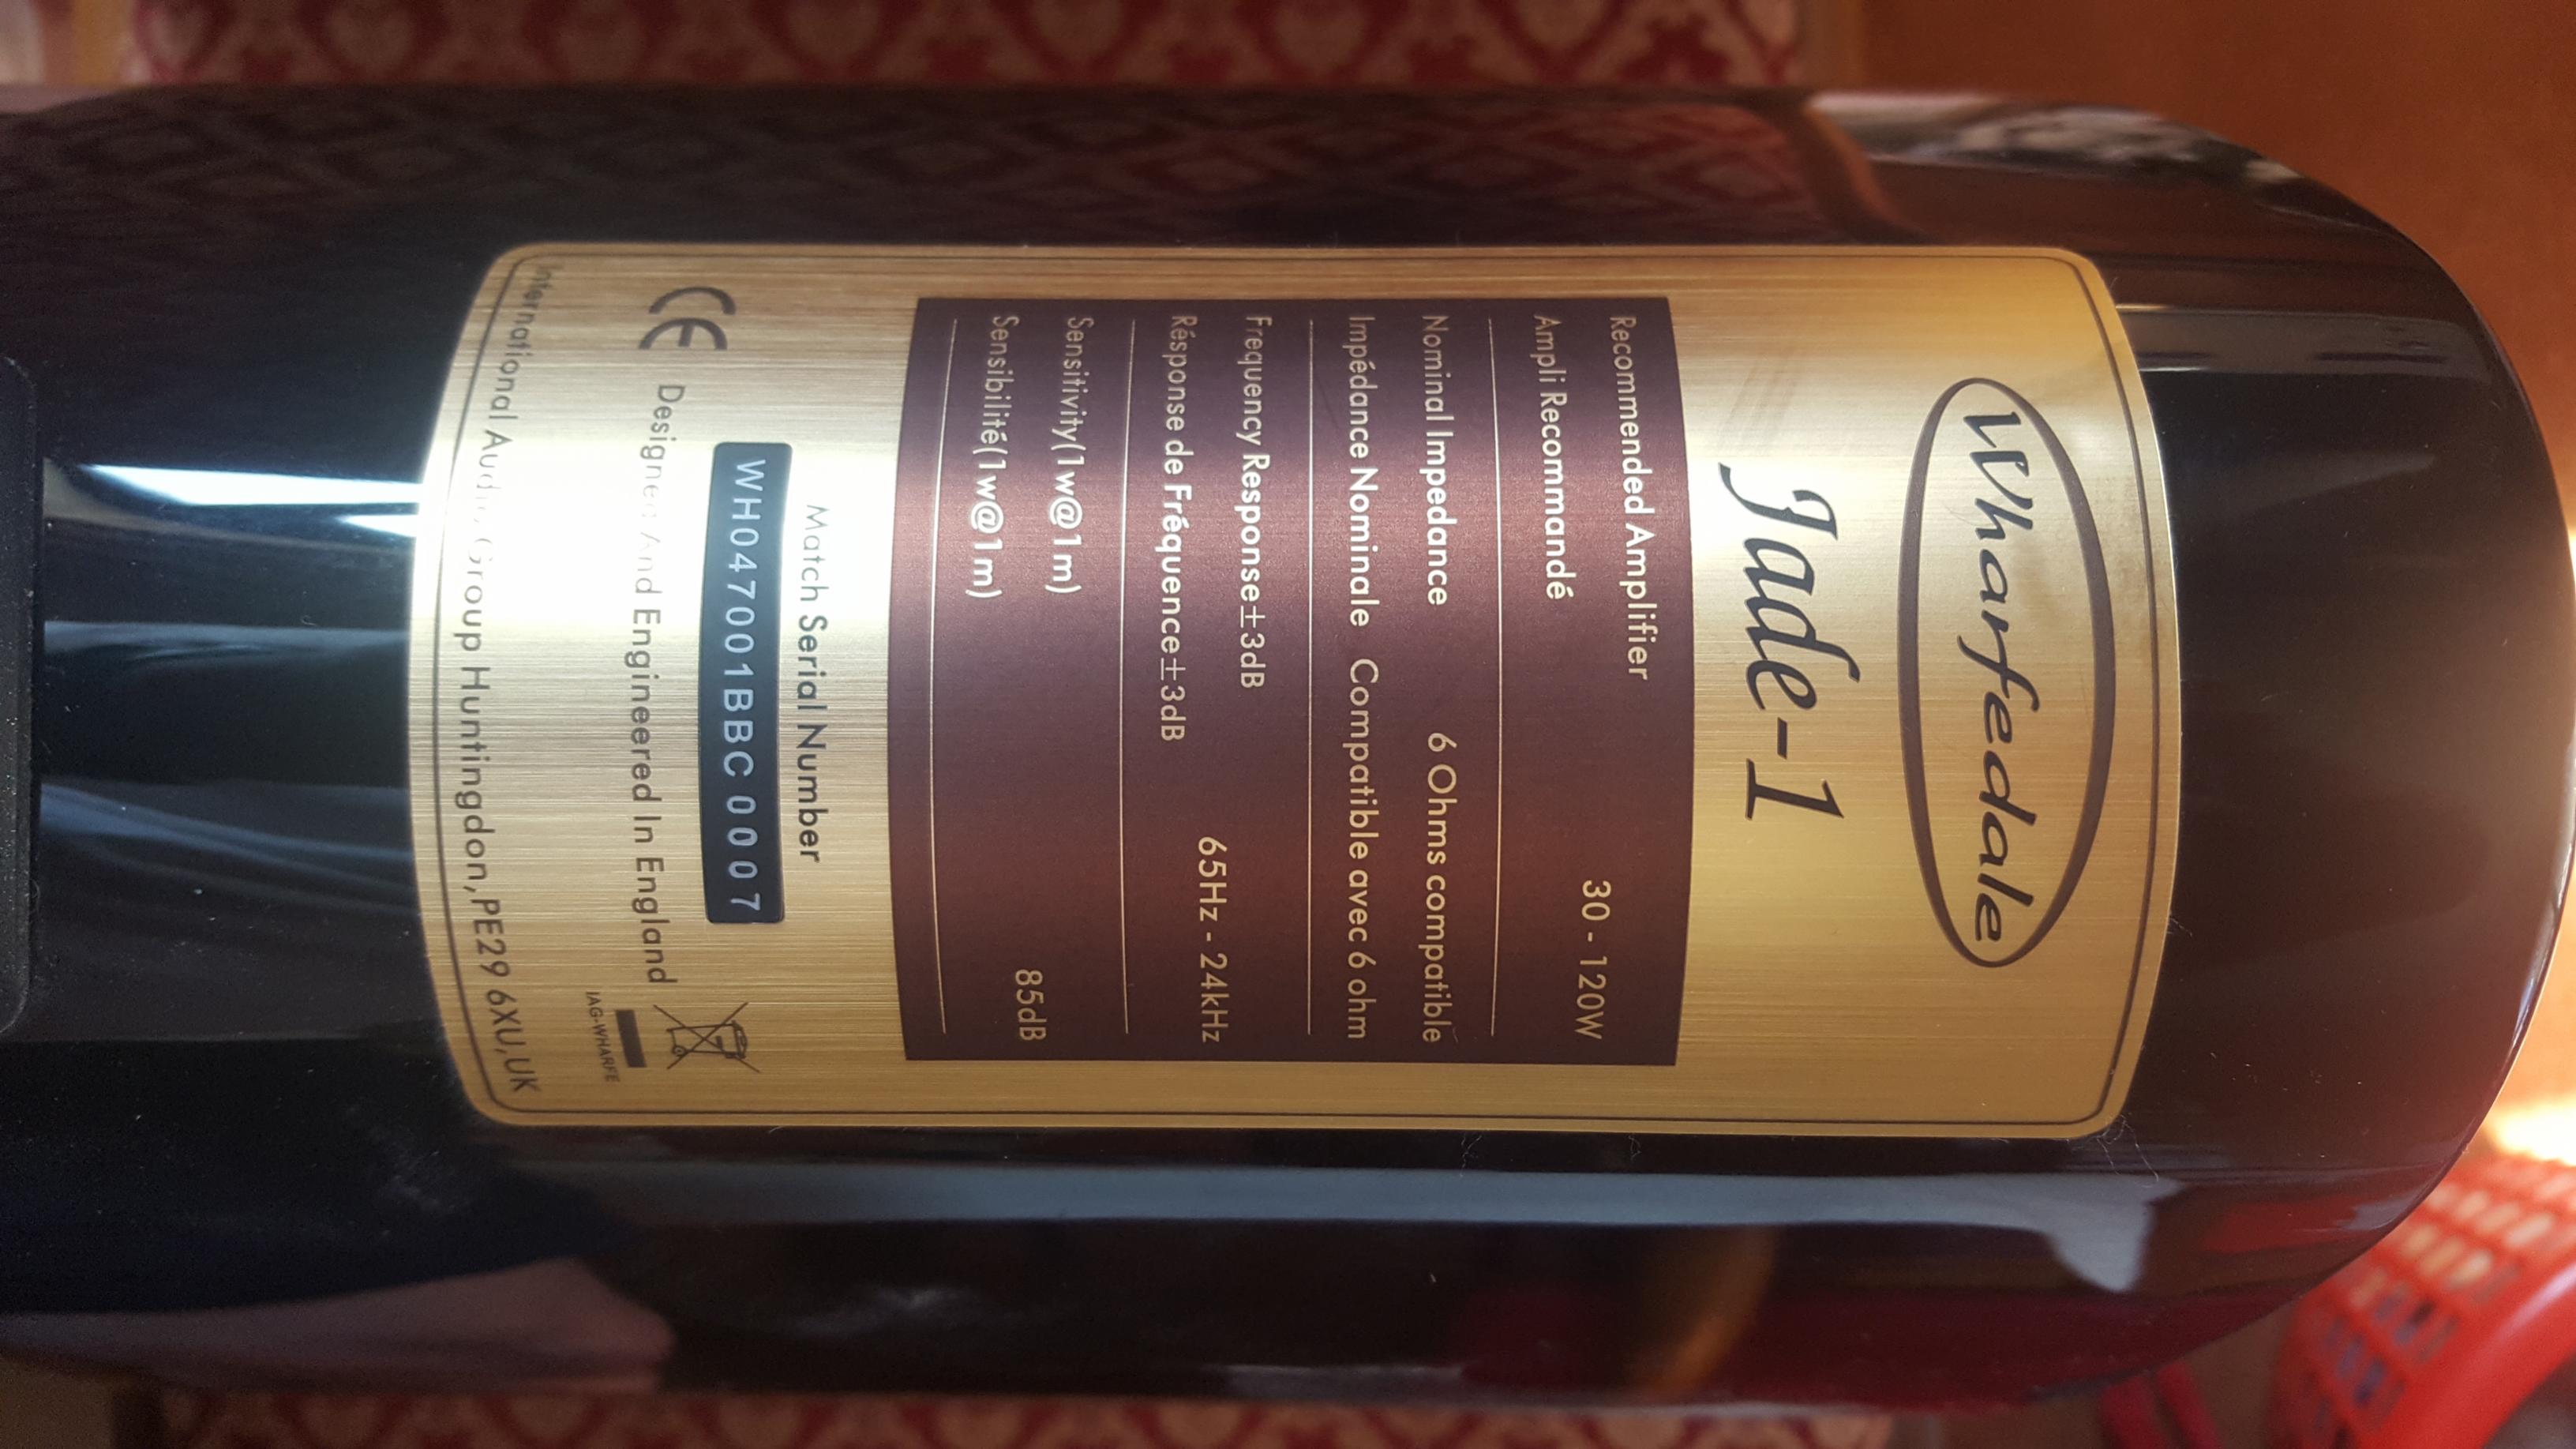 Wharfedale
Jade-1
Recommended Amplifier
Ampli Recommandé
30 - 120W
Nominal Impedance 6 Ohms compatible
Impédance Nominale Compatible avec 6 ohm
Frequency Response±3dB
Résponse de Fréquence±3dB
65Hz - 24kHz
Sensitivity(1w@1m)
Sensibilité(1w@1m)
85dB
Match Serial Number
WH047001BBC 0007
CE Designed And Engineered In England
IAG-WHARFE
International Audio Group Huntingdon,PE29 6XU,UK